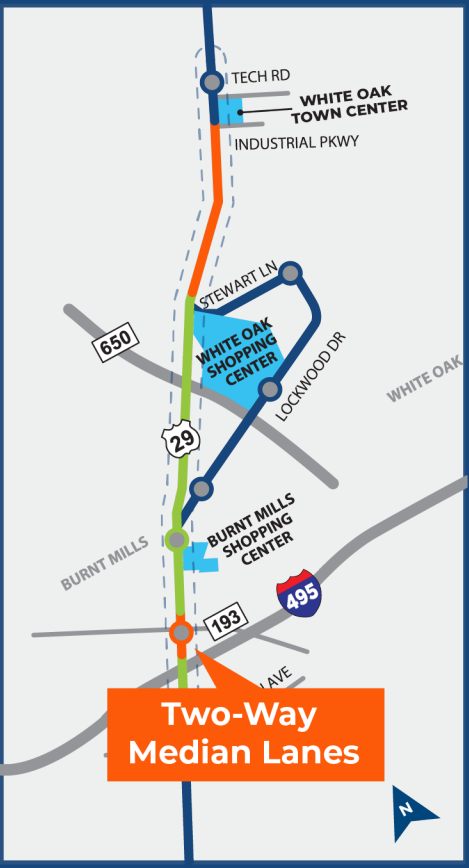 TECH RD
WHITE OAK
TOWN CENTER
INDUSTRIAL PKWY
STEWART LN
650
WHITE OAK
SHOPPING
CENTER
LOCKWOOD DR
WHITE OAK
29
BURNT MILLS
SHOPPING
CENTER
BURNT MILLS
495
193
AVE
Two-Way
Median Lanes
N